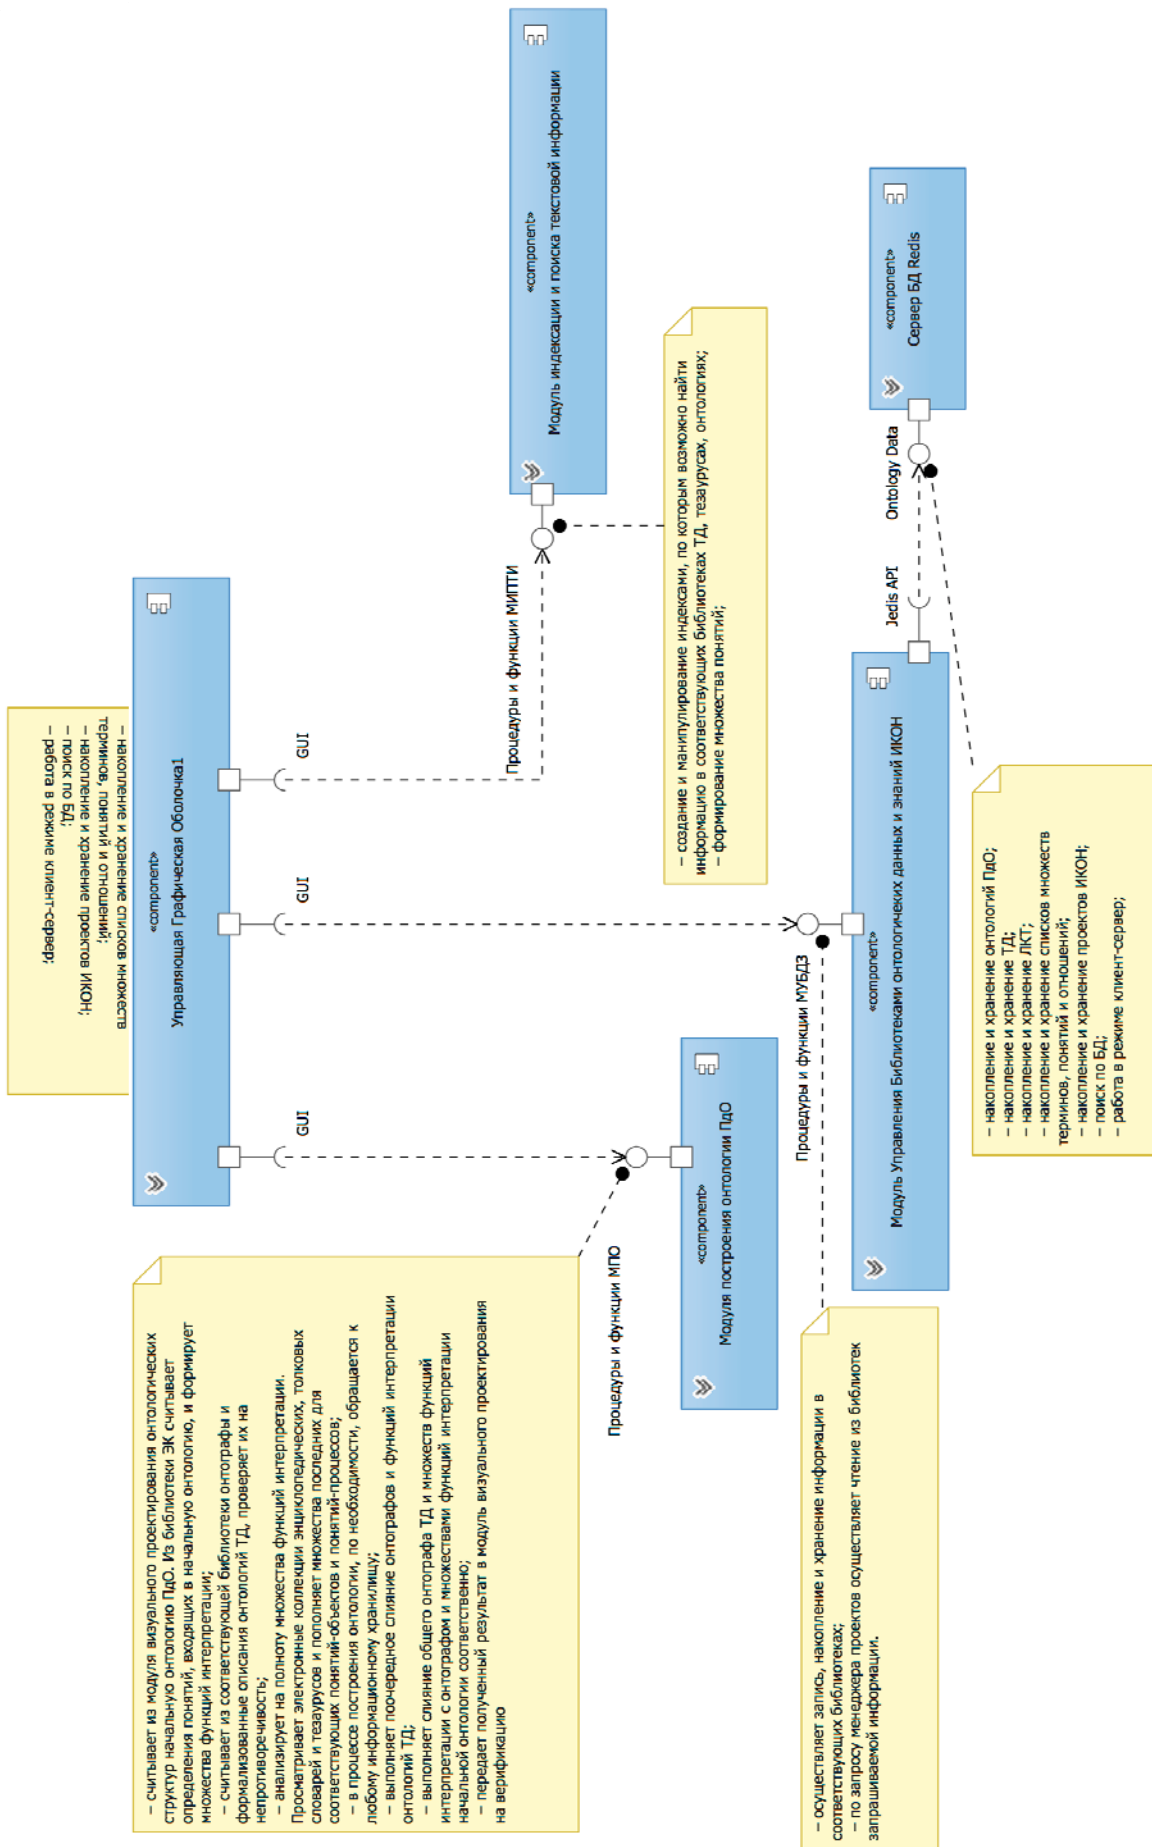 – накопление и хранение списков множеств
терминов, понятий и отношений;
– накопление и хранение проектов ИКОН;
– поиск по БД;
– работа в режиме клиент-сервер;
«component»
Управляющая Графическая Оболочка1
GUI
GUI
GUI
– считывает из модуля визуального проектирования онтологических
структур начальную онтологию ПдО. Из библиотеки ЭК считывает
определения понятий, входящих в начальную онтологию, и формирует
множества функций интерпретации;
– считывает из соответствующей библиотеки онтографы и
формализованные описания онтологий ТД, проверяет их на
непротиворечивость;
– анализирует на полноту множества функций интерпретации.
Просматривает электронные коллекции энциклопедических, толковых
словарей и тезаурусов и пополняет множества последних для
соответствующих понятий-объектов и понятий-процессов;
– в процессе построения онтологии, по необходимости, обращается к
любому информационному хранилищу;
– выполняет поочередное слияние онтографов и функций интерпретации
онтологий ТД;
– выполняет слияние общего онтографа ТД и множеств функций
интерпретации с онтографом и множествами функций интерпретации
начальной онтологии соответственно;
– передает полученный результат в модуль визуального проектирования
на верификацию
Процедуры и функции МПО
«component»
Модуля построения онтологии ПдО
Процедуры и функции МИПТИ
«component»
Модуль индексации и поиска текстовой информации
– создание и манипулирование индексами, по которым возможно найти
информацию в соответствующих библиотеках ТД, тезаурусах, онтологиях;
– формирование множества понятий;
Процедуры и функции МУБДЗ
«component»
Модуль Управления Библиотеками онтологичеких данных и знаний ИКОН
– осуществляет запись, накопление и хранение информации в
соответствующих библиотеках;
– по запросу менеджера проектов осуществляет чтение из библиотек
запрашиваемой информации.
Jedis API
Ontology Data
«component»
Сервер БД Redis
– накопление и хранение онтологий ПдО;
– накопление и хранение ТД;
– накопление и хранение ЛКТ;
– накопление и хранение списков множеств
терминов, понятий и отношений;
– накопление и хранение проектов ИКОН;
– поиск по БД;
– работа в режиме клиент-сервер;